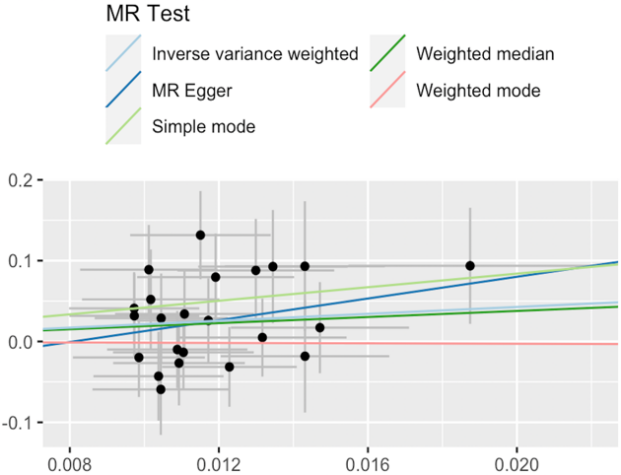 MR Test
Inverse variance weighted
Weighted median
MR Egger
Weighted mode
Simple mode
0.2
0.1
0.0
-0.1
0.008 0.012 0.016 0.020